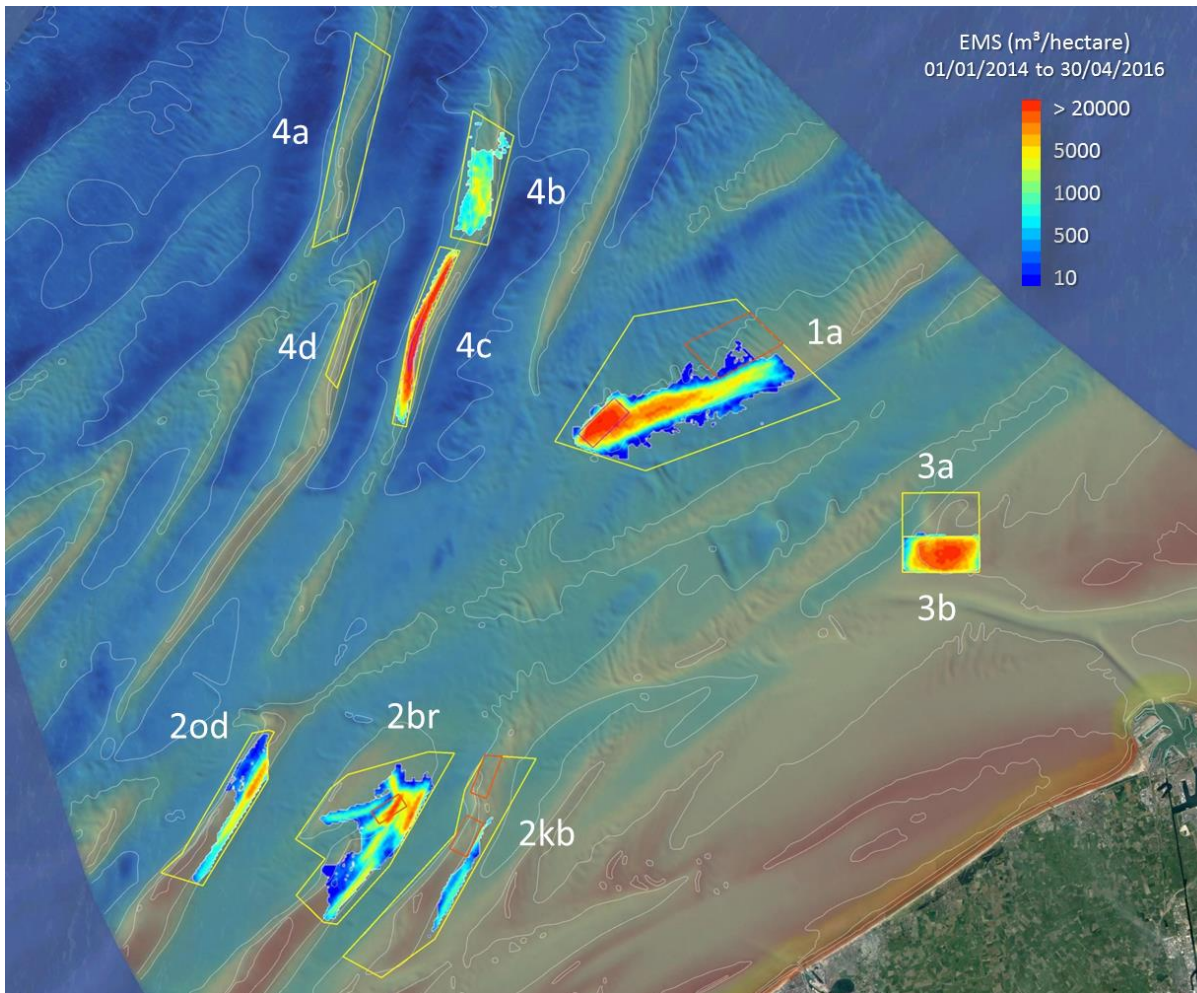 EMS (m³/hectare)
01/01/2014 to 30/04/2016
> 20000
5000
1000
500
10
4a
4b
4d
4c
1a
3a
3b
2od
2br
2kb